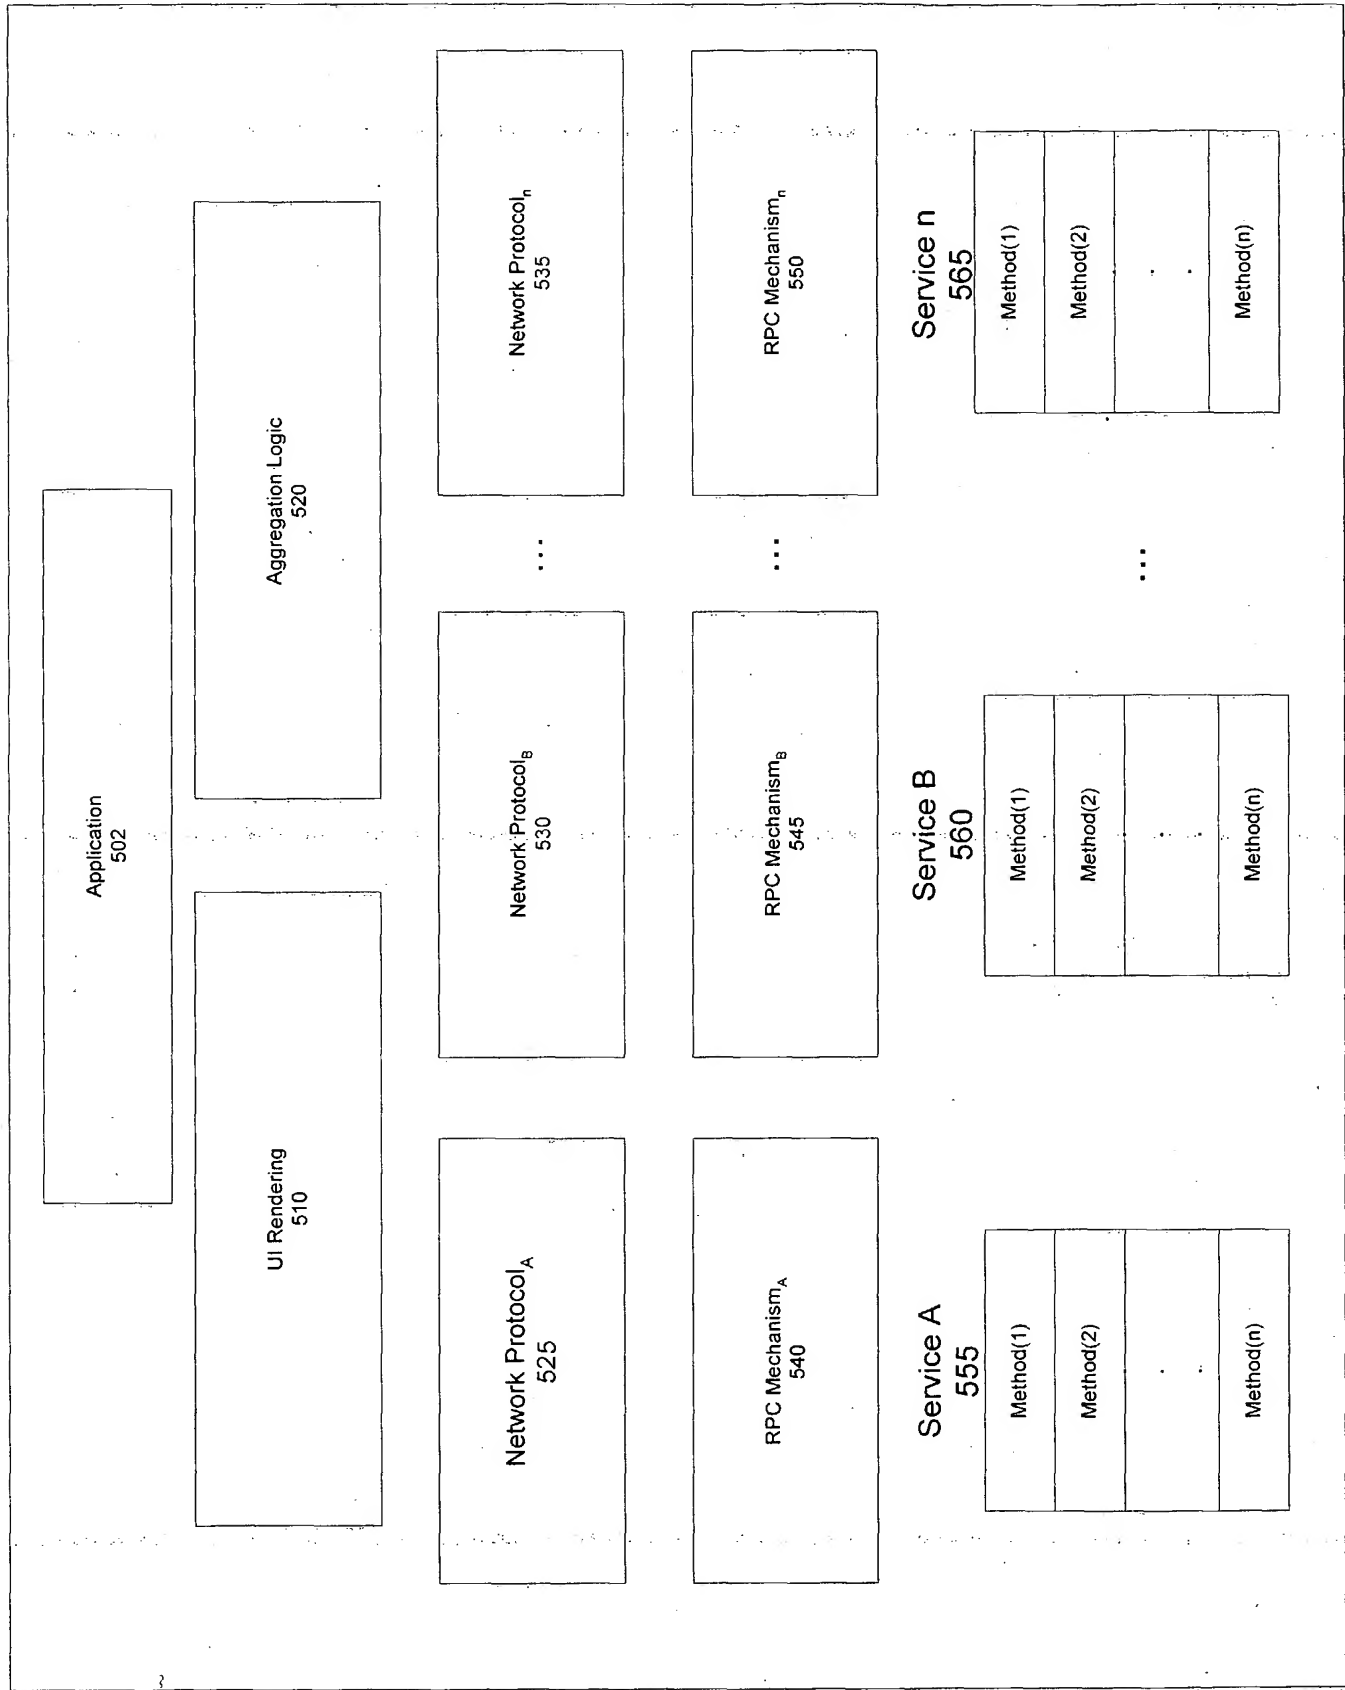 Application
502
UI Rendering
510
Aggregation Logic
520
Network Protocol_A
525
Network Protocol_B
530
...
Network Protocol_n
535
RPC Mechanism_A
540
RPC Mechanism_B
545
...
RPC Mechanism_n
550
Service A
555
Method(1)
Method(2)
. .
Method(n)
Service B
560
Method(1)
Method(2)
. . .
Method(n)
...
Service n
565
Method(1)
Method(2)
. .
Method(n)